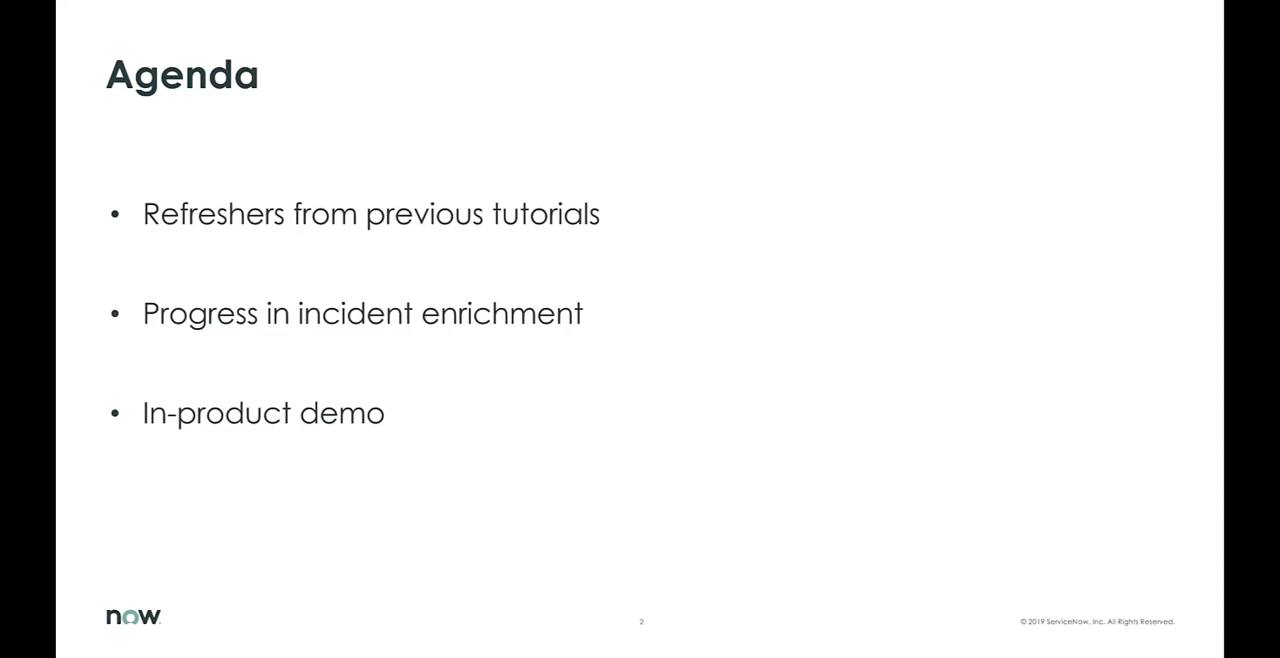 Agenda
• Refreshers from previous tutorials
• Progress in incident enrichment
• In-product demo
now
2
© 2019 ServiceNow, Inc. All Rights Reserved.